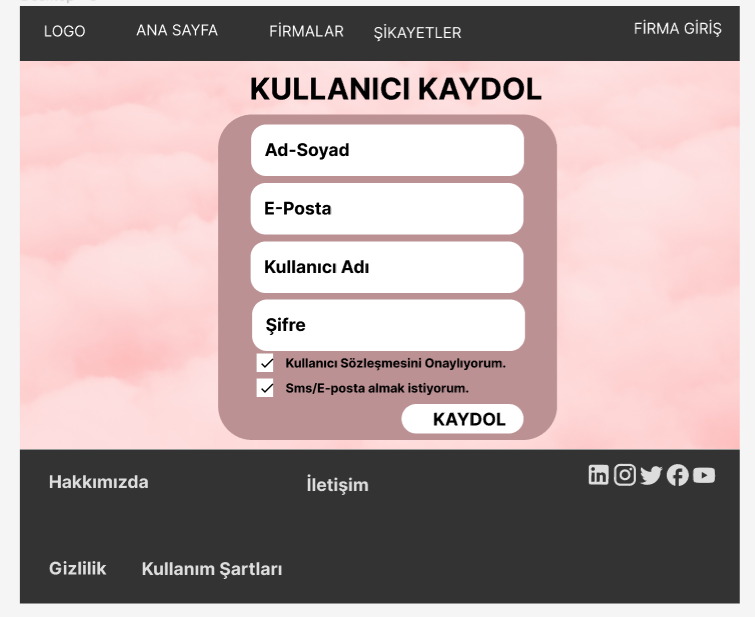 LOGO ANA SAYFA FİRMALAR ŞİKAYETLER FİRMA GİRİŞ
KULLANICI KAYDOL
Ad-Soyad
E-Posta
Kullanıcı Adı
Şifre
Kullanıcı Sözleşmesini Onaylıyorum.
Sms/E-posta almak istiyorum.
KAYDOL
Hakkımızda İletişim
Gizlilik Kullanım Şartları